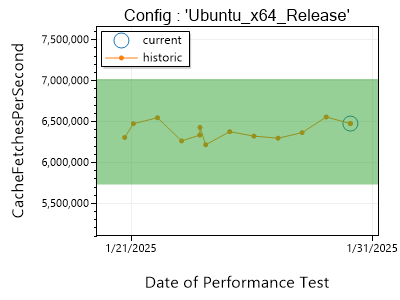 Config : 'Ubuntu_x64_Release'
current
historic
CacheFetchesPerSecond
7,500,000
7,000,000
6,500,000
6,000,000
5,500,000
1/21/2025
1/31/2025
Date of Performance Test